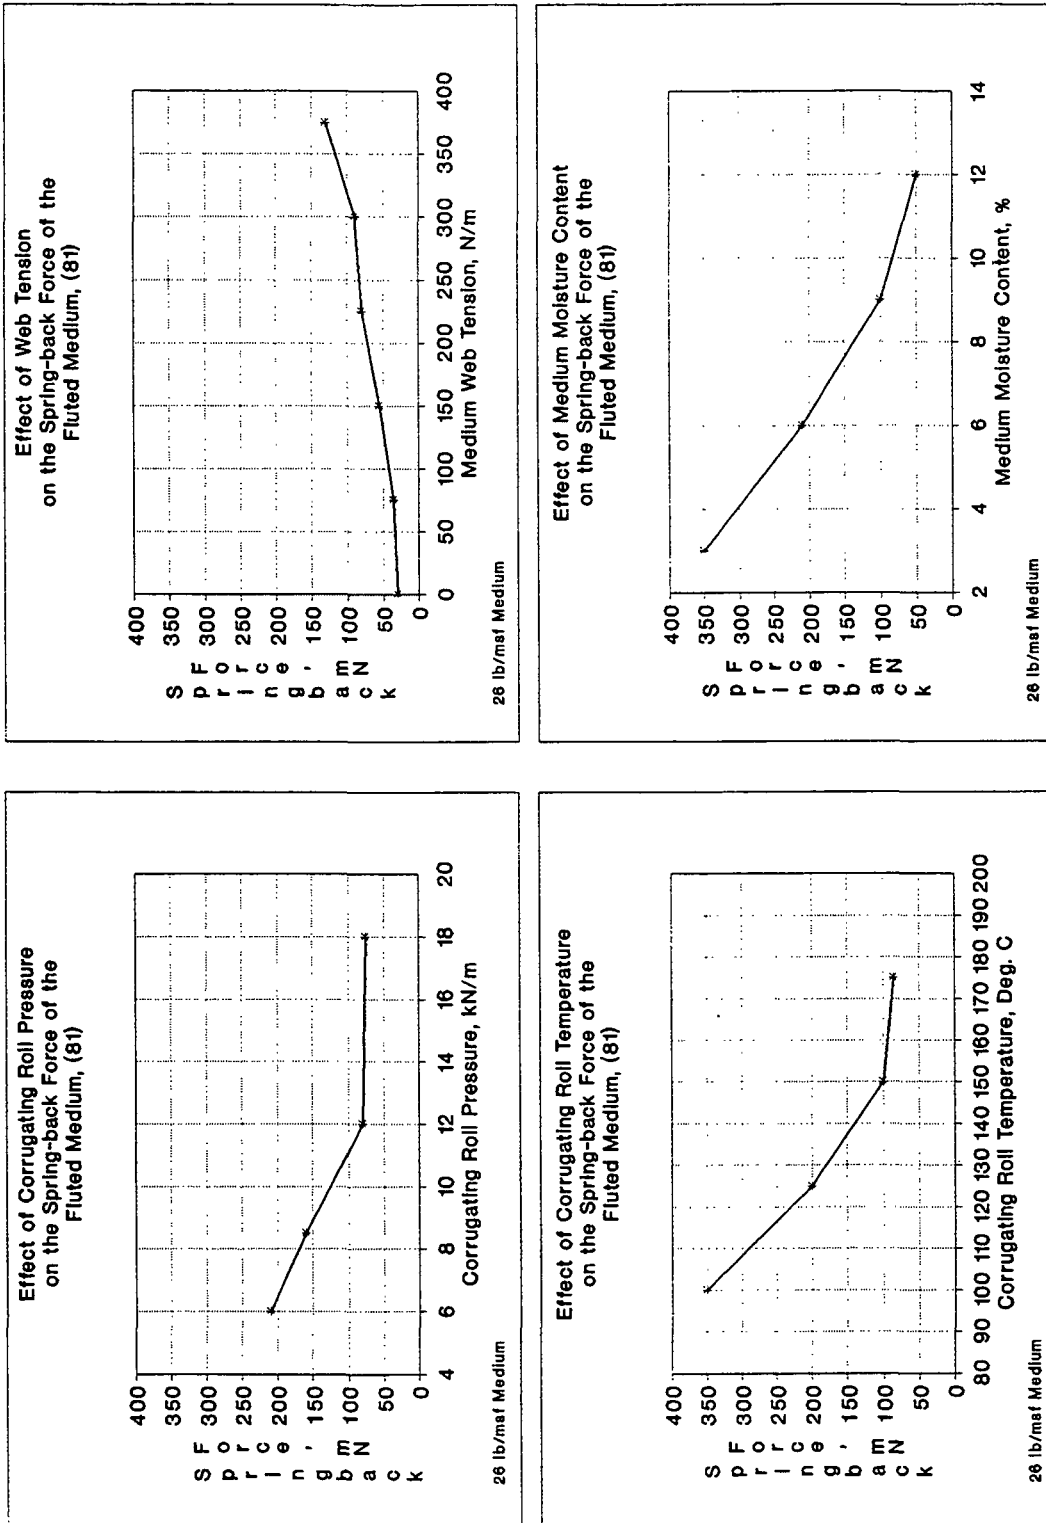 Effect of Corrugating Roll Pressure
on the Spring-back Force of the
Fluted Medium, (81)
Springback
Force, mN
400
350
300
250
200
150
100
50
0
4 6 8 10 12 14 16 18 20
Corrugating Roll Pressure, kN/m
26 lb/msf Medium
Effect of Web Tension
on the Spring-back Force of the
Fluted Medium, (81)
Springback
Force, mN
400
350
300
250
200
150
100
50
0
0 50 100 150 200 250 300 350 400
Medium Web Tension, N/m
26 lb/msf Medium
Effect of Corrugating Roll Temperature
on the Spring-back Force of the
Fluted Medium, (81)
Springback
Force, mN
400
350
300
250
200
150
100
50
0
80 90 100 110 120 130 140 150 160 170 180 190 200
Corrugating Roll Temperature, Deg. C
26 lb/msf Medium
Effect of Medium Moisture Content
on the Spring-back Force of the
Fluted Medium, (81)
Springback
Force, mN
400
350
300
250
200
150
100
50
0
2 4 6 8 10 12 14
Medium Moisture Content, %
26 lb/msf Medium